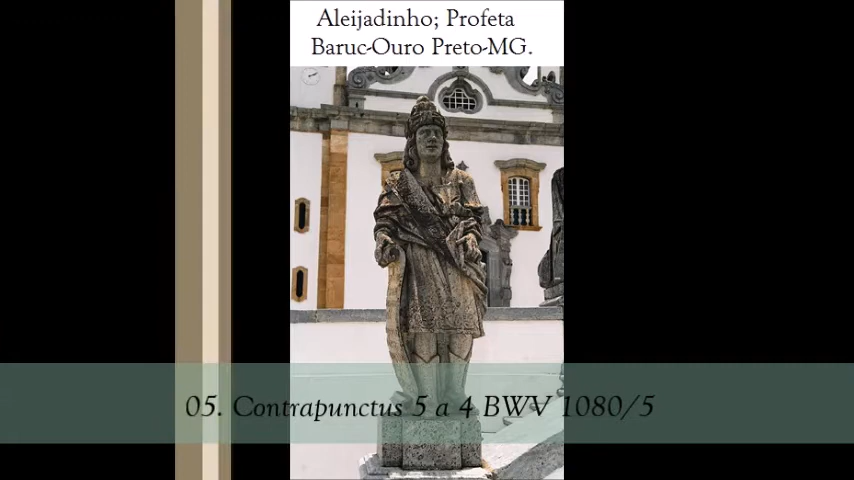 Aleijadinho; Profeta
Baruc-Ouro Preto-MG.
05. Contrapunctus 5 a 4 BWV 1080/5